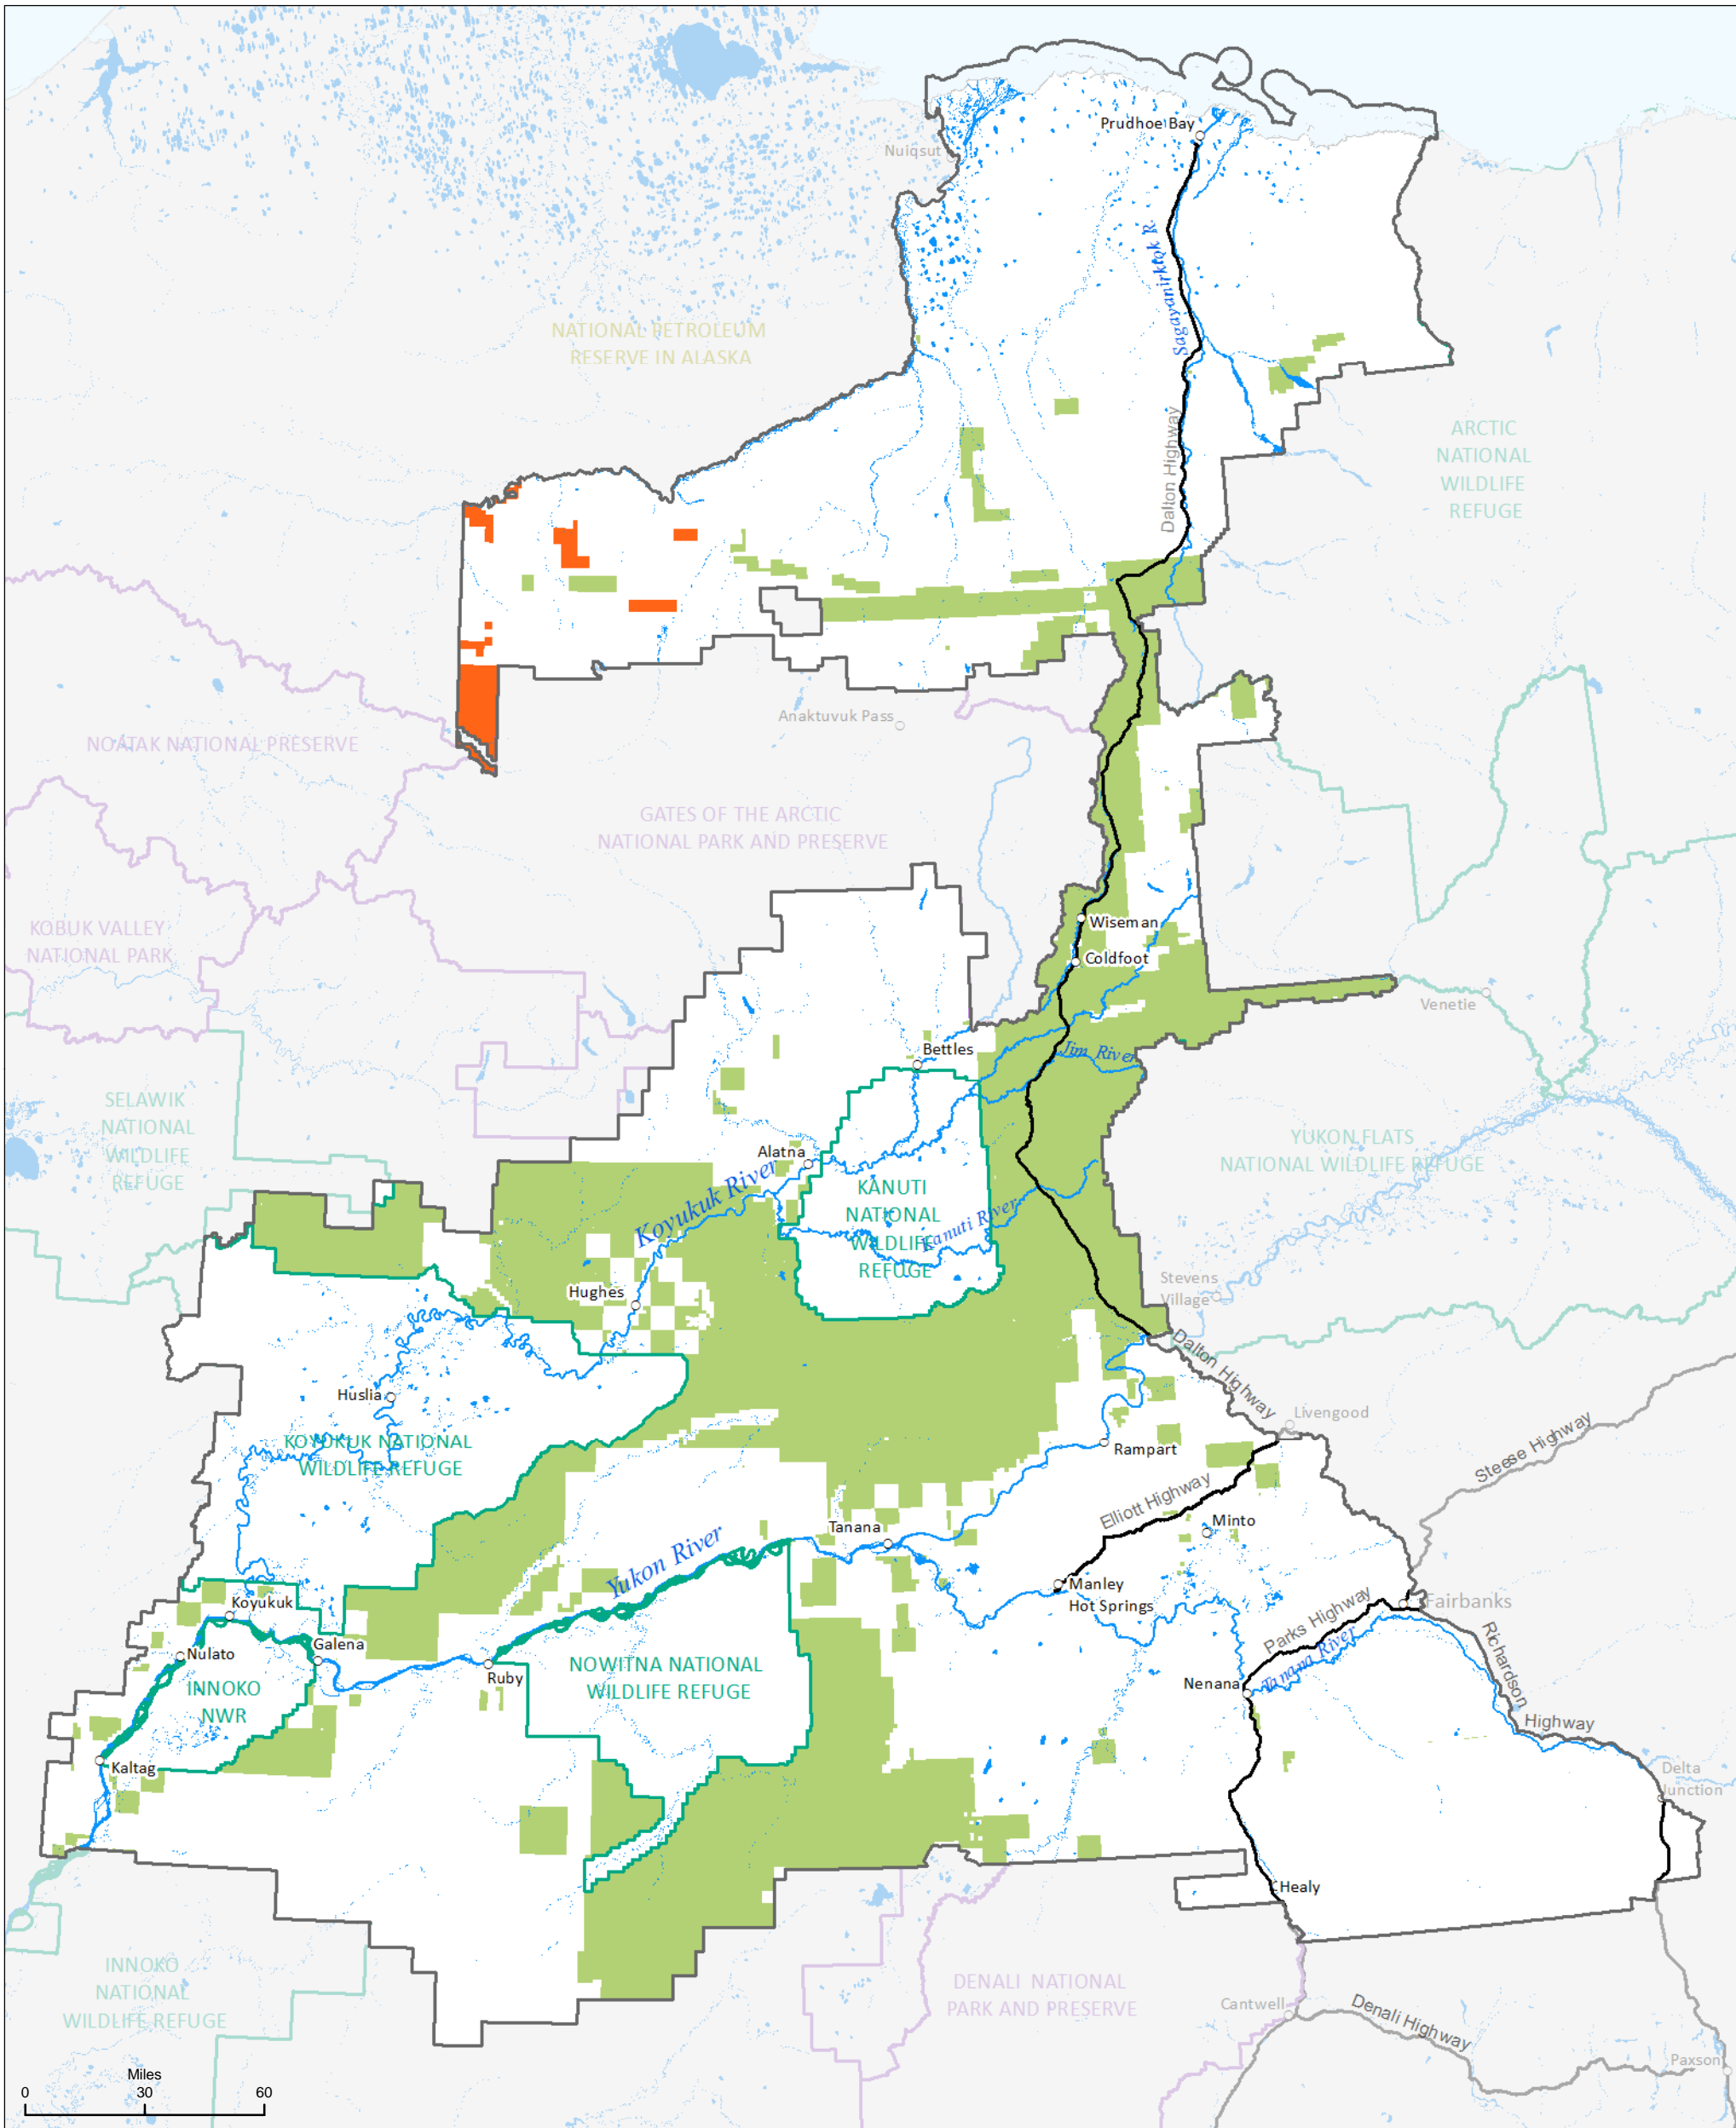 Prudhoe Bay
Nuiqsut
Sagavanirktok R
NATIONAL PETROLEUM
RESERVE IN ALASKA
Dalton Highway
ARCTIC
NATIONAL
WILDLIFE
REFUGE
Anaktuvuk Pass
NOATAK NATIONAL PRESERVE
GATES OF THE ARCTIC
NATIONAL PARK AND PRESERVE
KOBUK VALLEY
NATIONAL PARK
Wiseman
Coldfoot
Venetie
Bettles
Jim River
SELAWIK
NATIONAL
WILDLIFE
REFUGE
YUKON FLATS
NATIONAL WILDLIFE REFUGE
Alatna
Koyukuk River
KANUTI
NATIONAL
WILDLIFE
REFUGE
Kanuti River
Hughes
Stevens
Village
Dalton Highway
Huslia
Livengood
KOYUKUK NATIONAL
WILDLIFE REFUGE
Rampart
Steese Highway
Elliott Highway
Minto
Tanana
Yukon River
Manley
Hot Springs
Koyukuk
Fairbanks
Parks Highway
Tanana River
Richardson
Highway
Nulato
Galena
Ruby
NOWITNA NATIONAL
WILDLIFE REFUGE
INNOKO
NWR
Nenana
Kaltag
Delta
Junction
Healy
INNOKO
NATIONAL
WILDLIFE REFUGE
DENALI NATIONAL
PARK AND PRESERVE
Cantwell
Denali Highway
Paxson
Miles
0 30 60